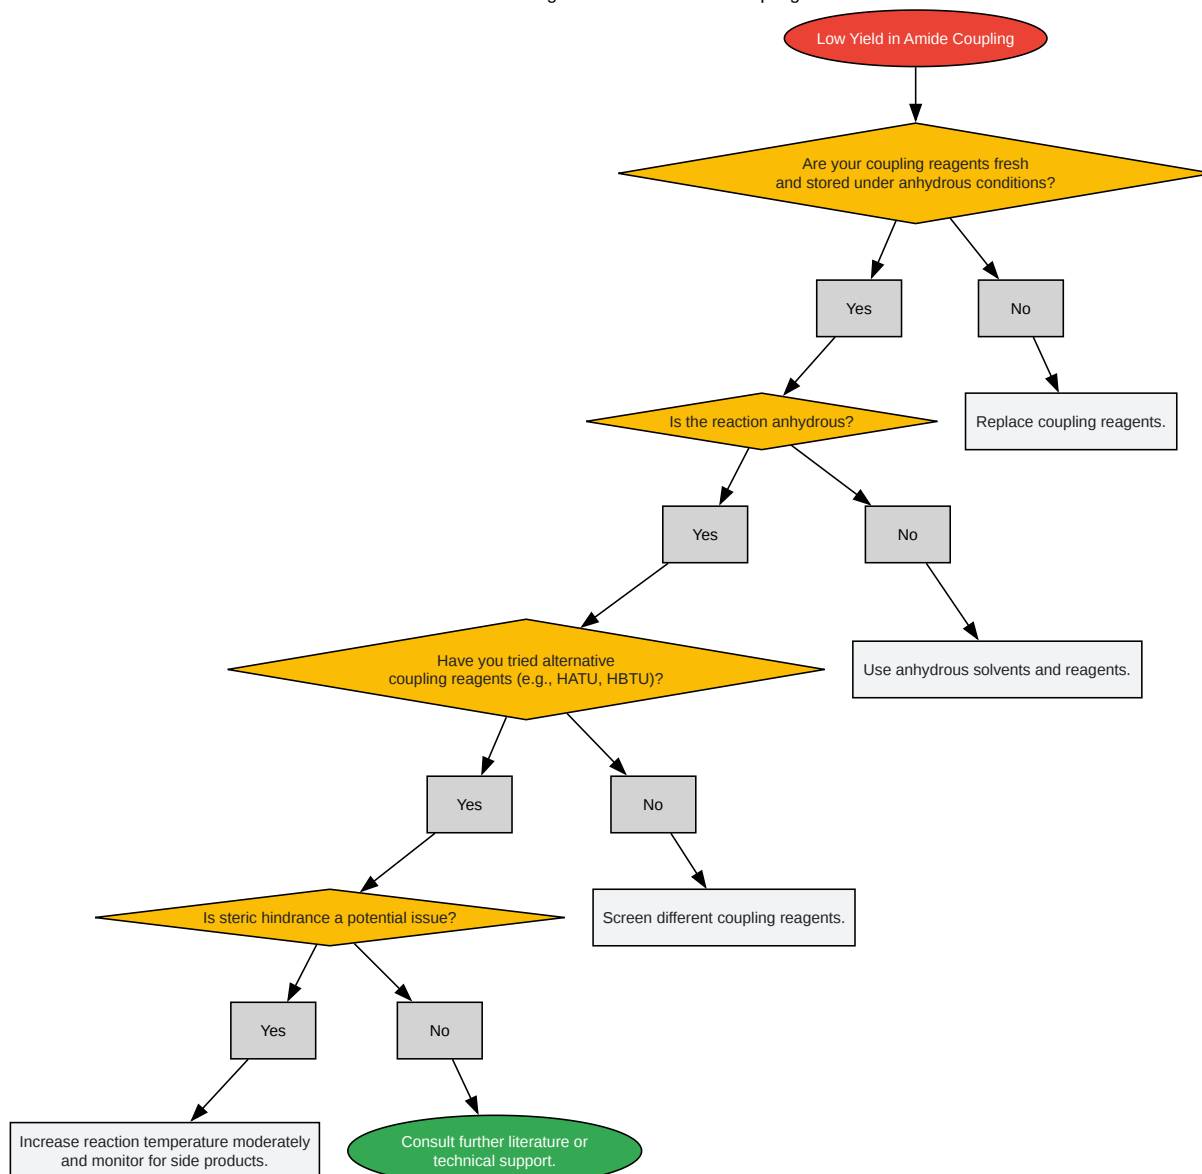 Low Yield in Amide Coupling
Are your coupling reagents fresh
and stored under anhydrous conditions?
Yes
No
Is the reaction anhydrous?
Replace coupling reagents.
Yes
No
Have you tried alternative
coupling reagents (e.g., HATU, HBTU)?
Use anhydrous solvents and reagents.
Yes
No
Is steric hindrance a potential issue?
Screen different coupling reagents.
Yes
No
Increase reaction temperature moderately
and monitor for side products.
Consult further literature or
technical support.